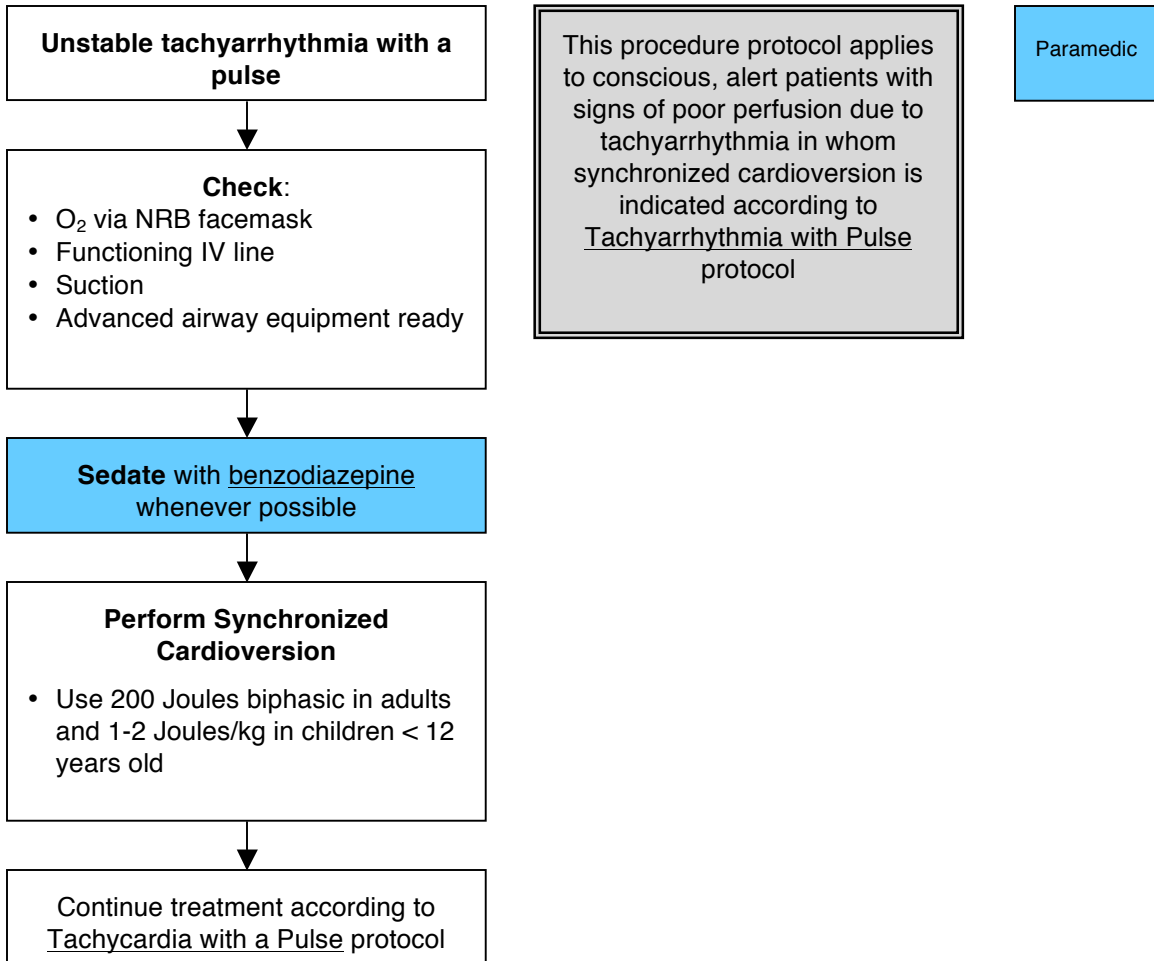 Unstable tachyarrhythmia with a
pulse
Check:
• O₂ via NRB facemask
• Functioning IV line
• Suction
• Advanced airway equipment ready
Sedate with benzodiazepine
whenever possible
Perform Synchronized
Cardioversion
• Use 200 Joules biphasic in adults
and 1-2 Joules/kg in children < 12
years old
Continue treatment according to
Tachycardia with a Pulse protocol
This procedure protocol applies
to conscious, alert patients with
signs of poor perfusion due to
tachyarrhythmia in whom
synchronized cardioversion is
indicated according to
Tachyarrhythmia with Pulse
protocol
Paramedic